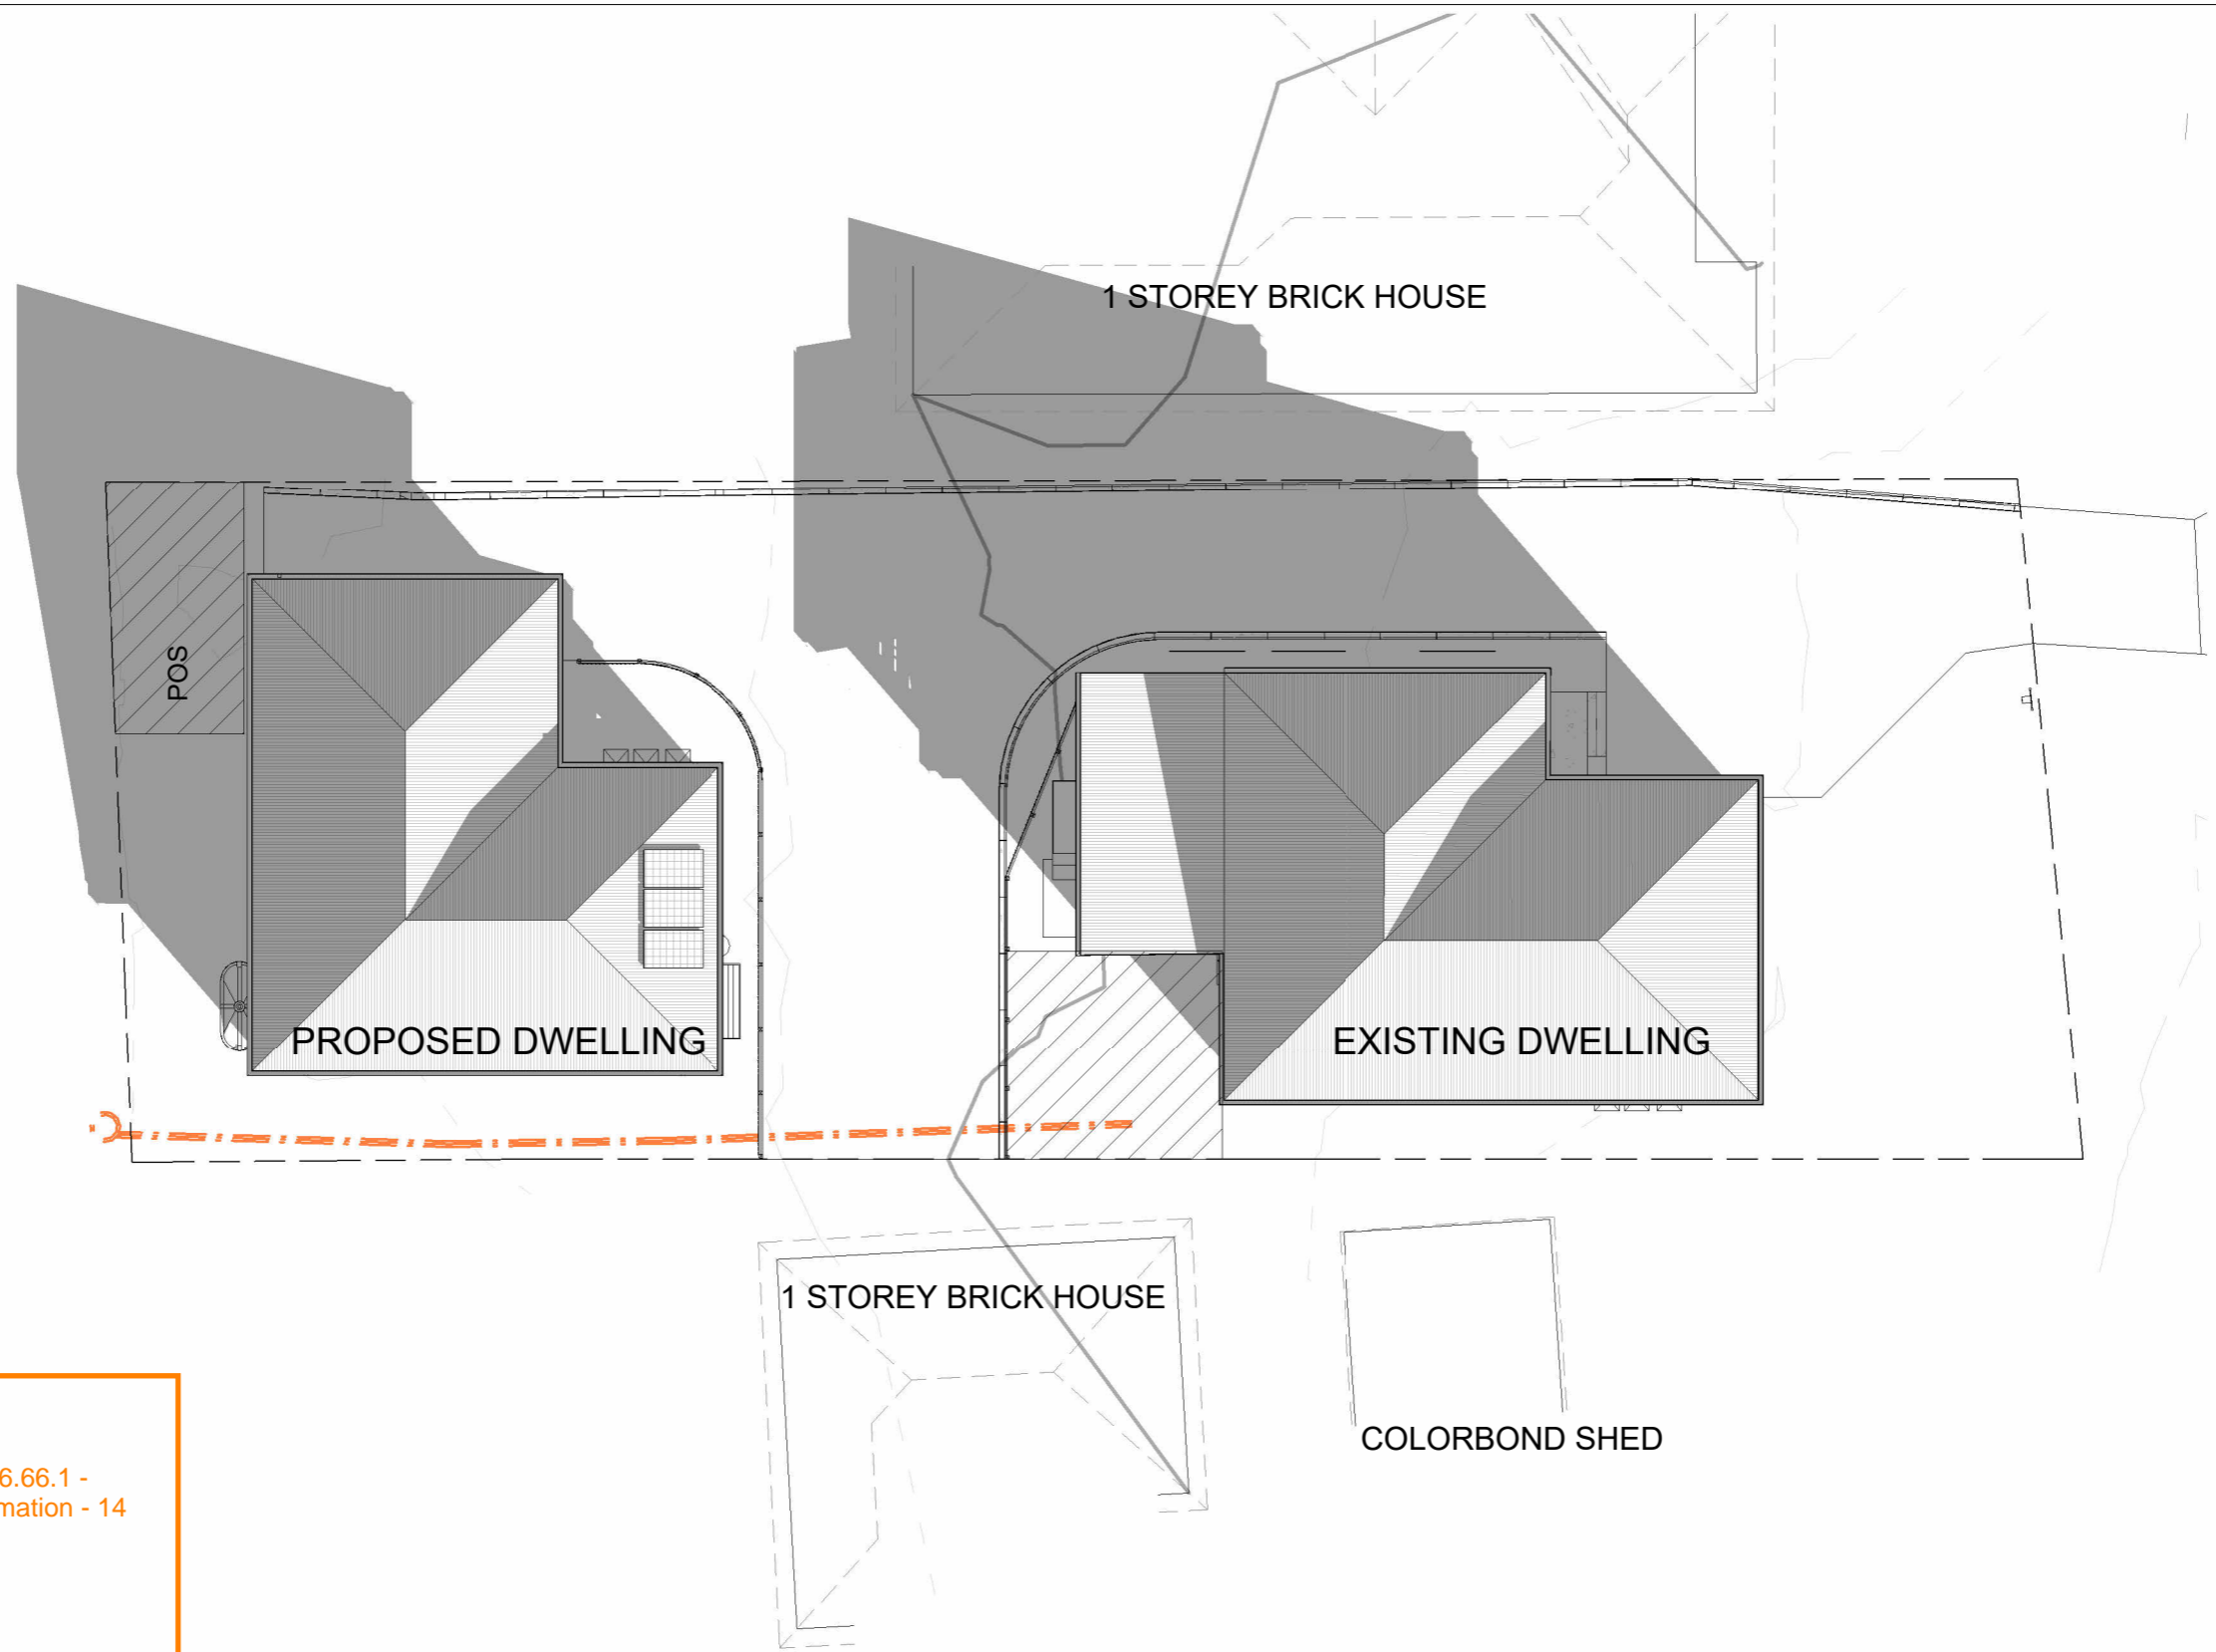 1 STOREY BRICK HOUSE
POS
PROPOSED DWELLING
EXISTING DWELLING
1 STOREY BRICK HOUSE
COLORBOND SHED
6.66.1 -
mation - 14